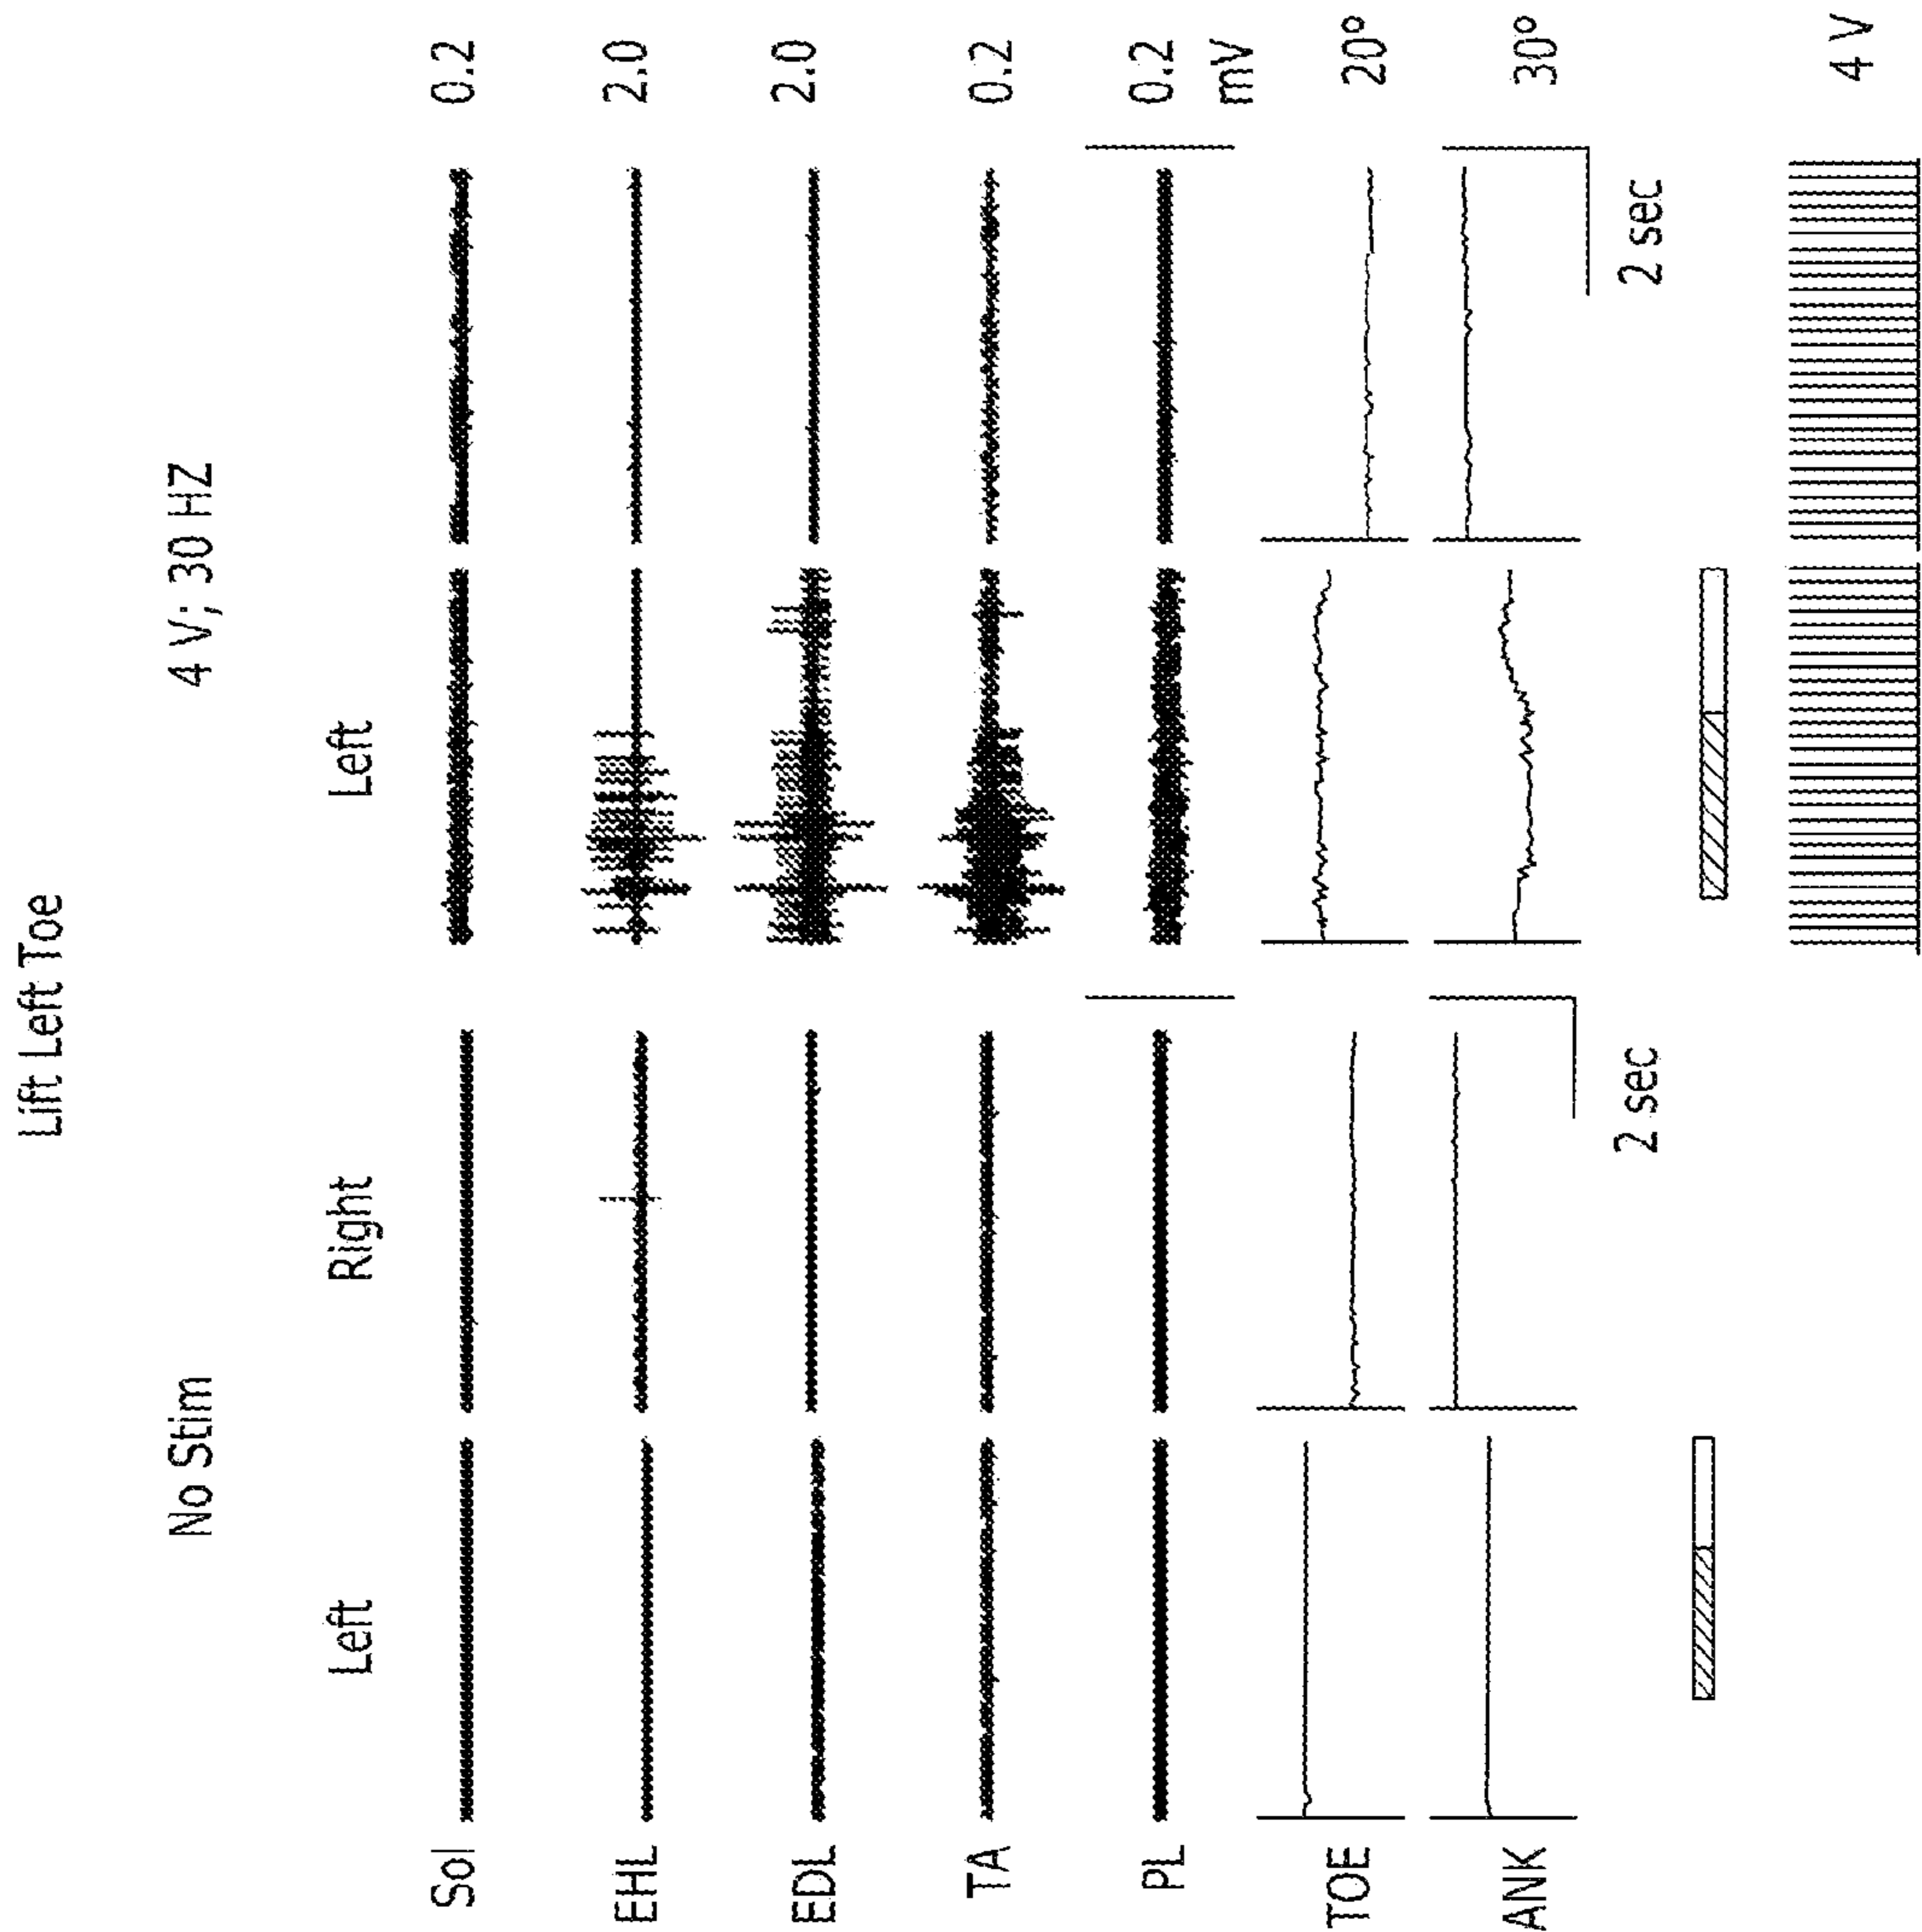 Lift Left Toe
No Stim
4 V; 30 HZ
Left
Right
Left
Sol
0.2
EHL
2.0
EDL
2.0
TA
0.2
PL
0.2
mV
TOE
20°
ANK
30°
2 sec
2 sec
4 V